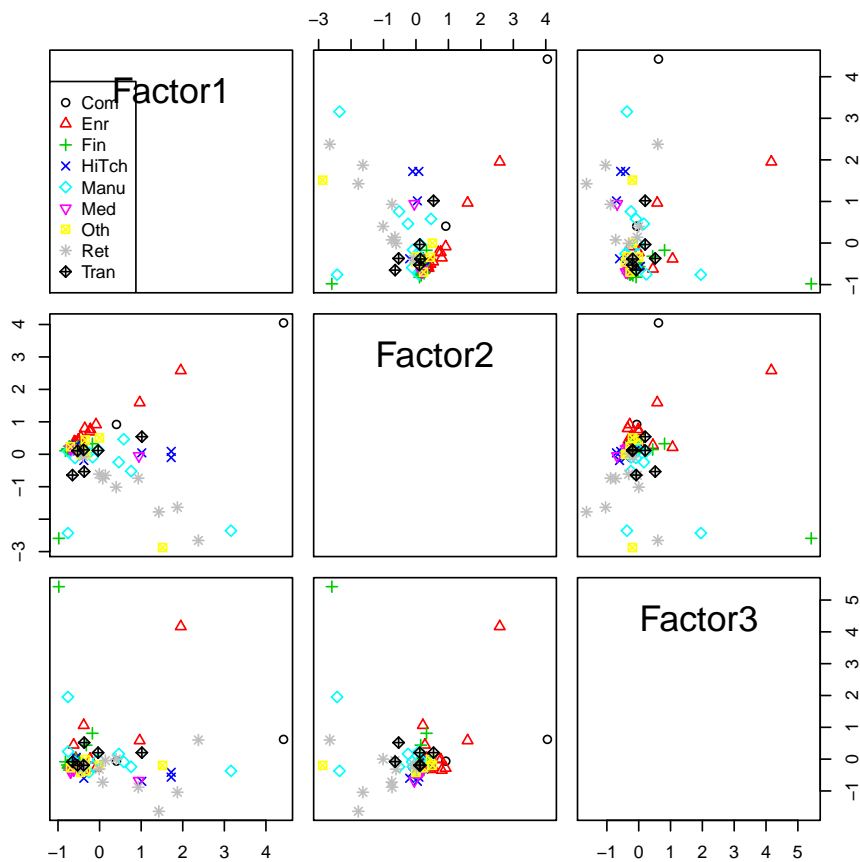 −3 −1 0 1 2 3 4
Factor1
Com
Enr
Fin
HiTch
Manu
Med
Oth
Ret
Tran
−1 0 1 2 3 4
−3 −1 0 1 2 3 4
Factor2
Factor3
−1 0 1 2 3 4 5
−1 0 1 2 3 4
−1 0 1 2 3 4 5